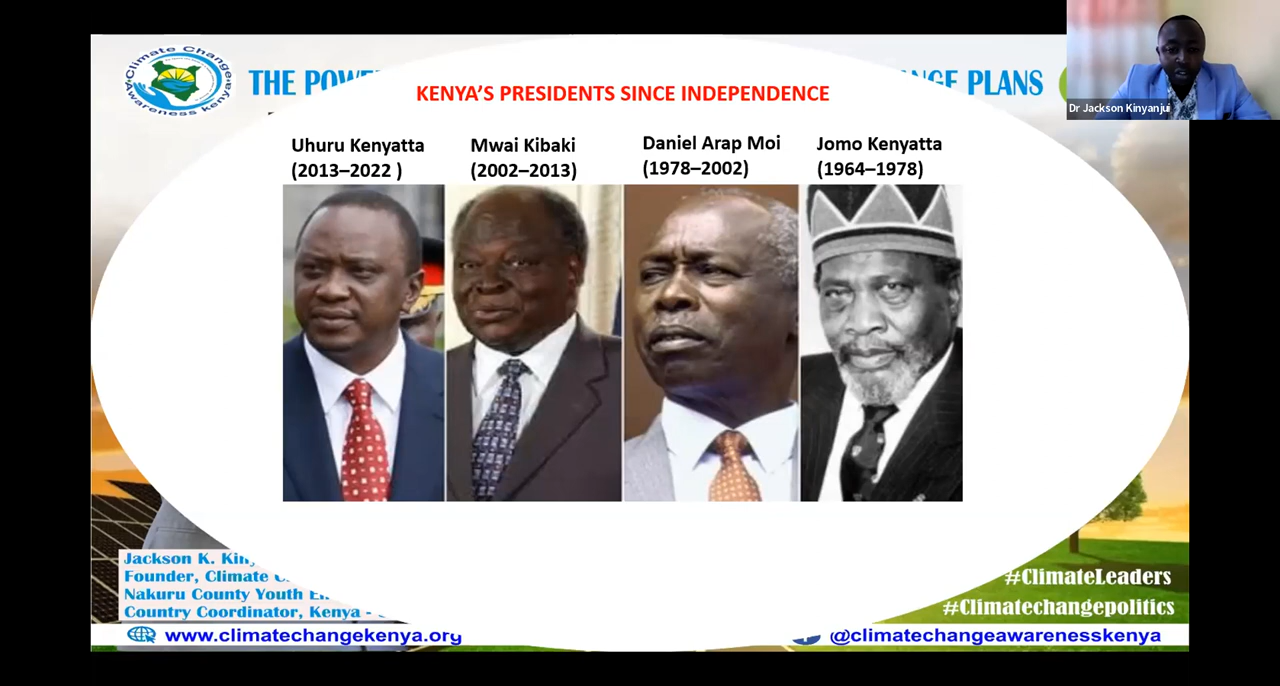 Climate Change
Awareness Kenya
THE POWE
NGE PLANS
KENYA'S PRESIDENTS SINCE INDEPENDENCE
Dr Jackson Kinyanjui
Uhuru Kenyatta
(2013–2022 )
Mwai Kibaki
(2002–2013)
Daniel Arap Moi
(1978–2002)
Jomo Kenyatta
(1964–1978)
Jackson K.
Founder, Climate
Nakuru County Youth
Country Coordinator, Kenya -
#ClimateLeaders
#Climatechangepolitics
www.climatechangekenya.org
@climatechangeawarenesskenya